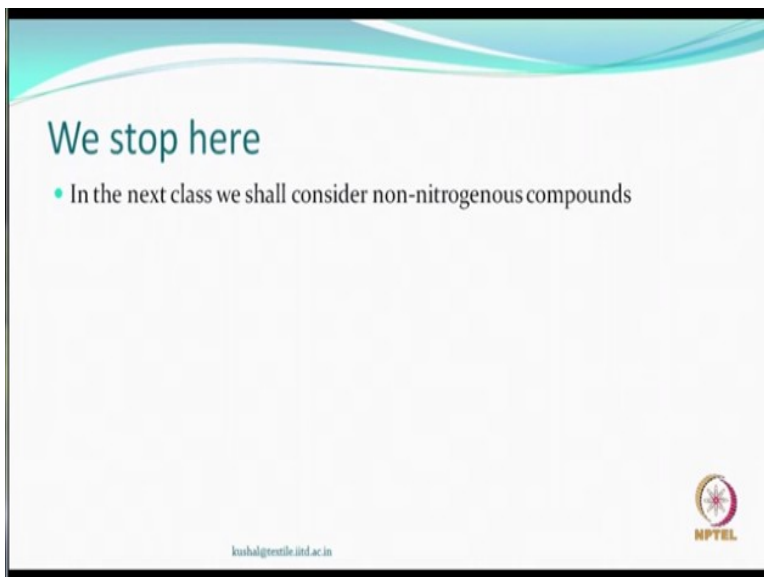 We stop here
• In the next class we shall consider non-nitrogenous compounds
NPTEL
kushal@textile.iitd.ac.in